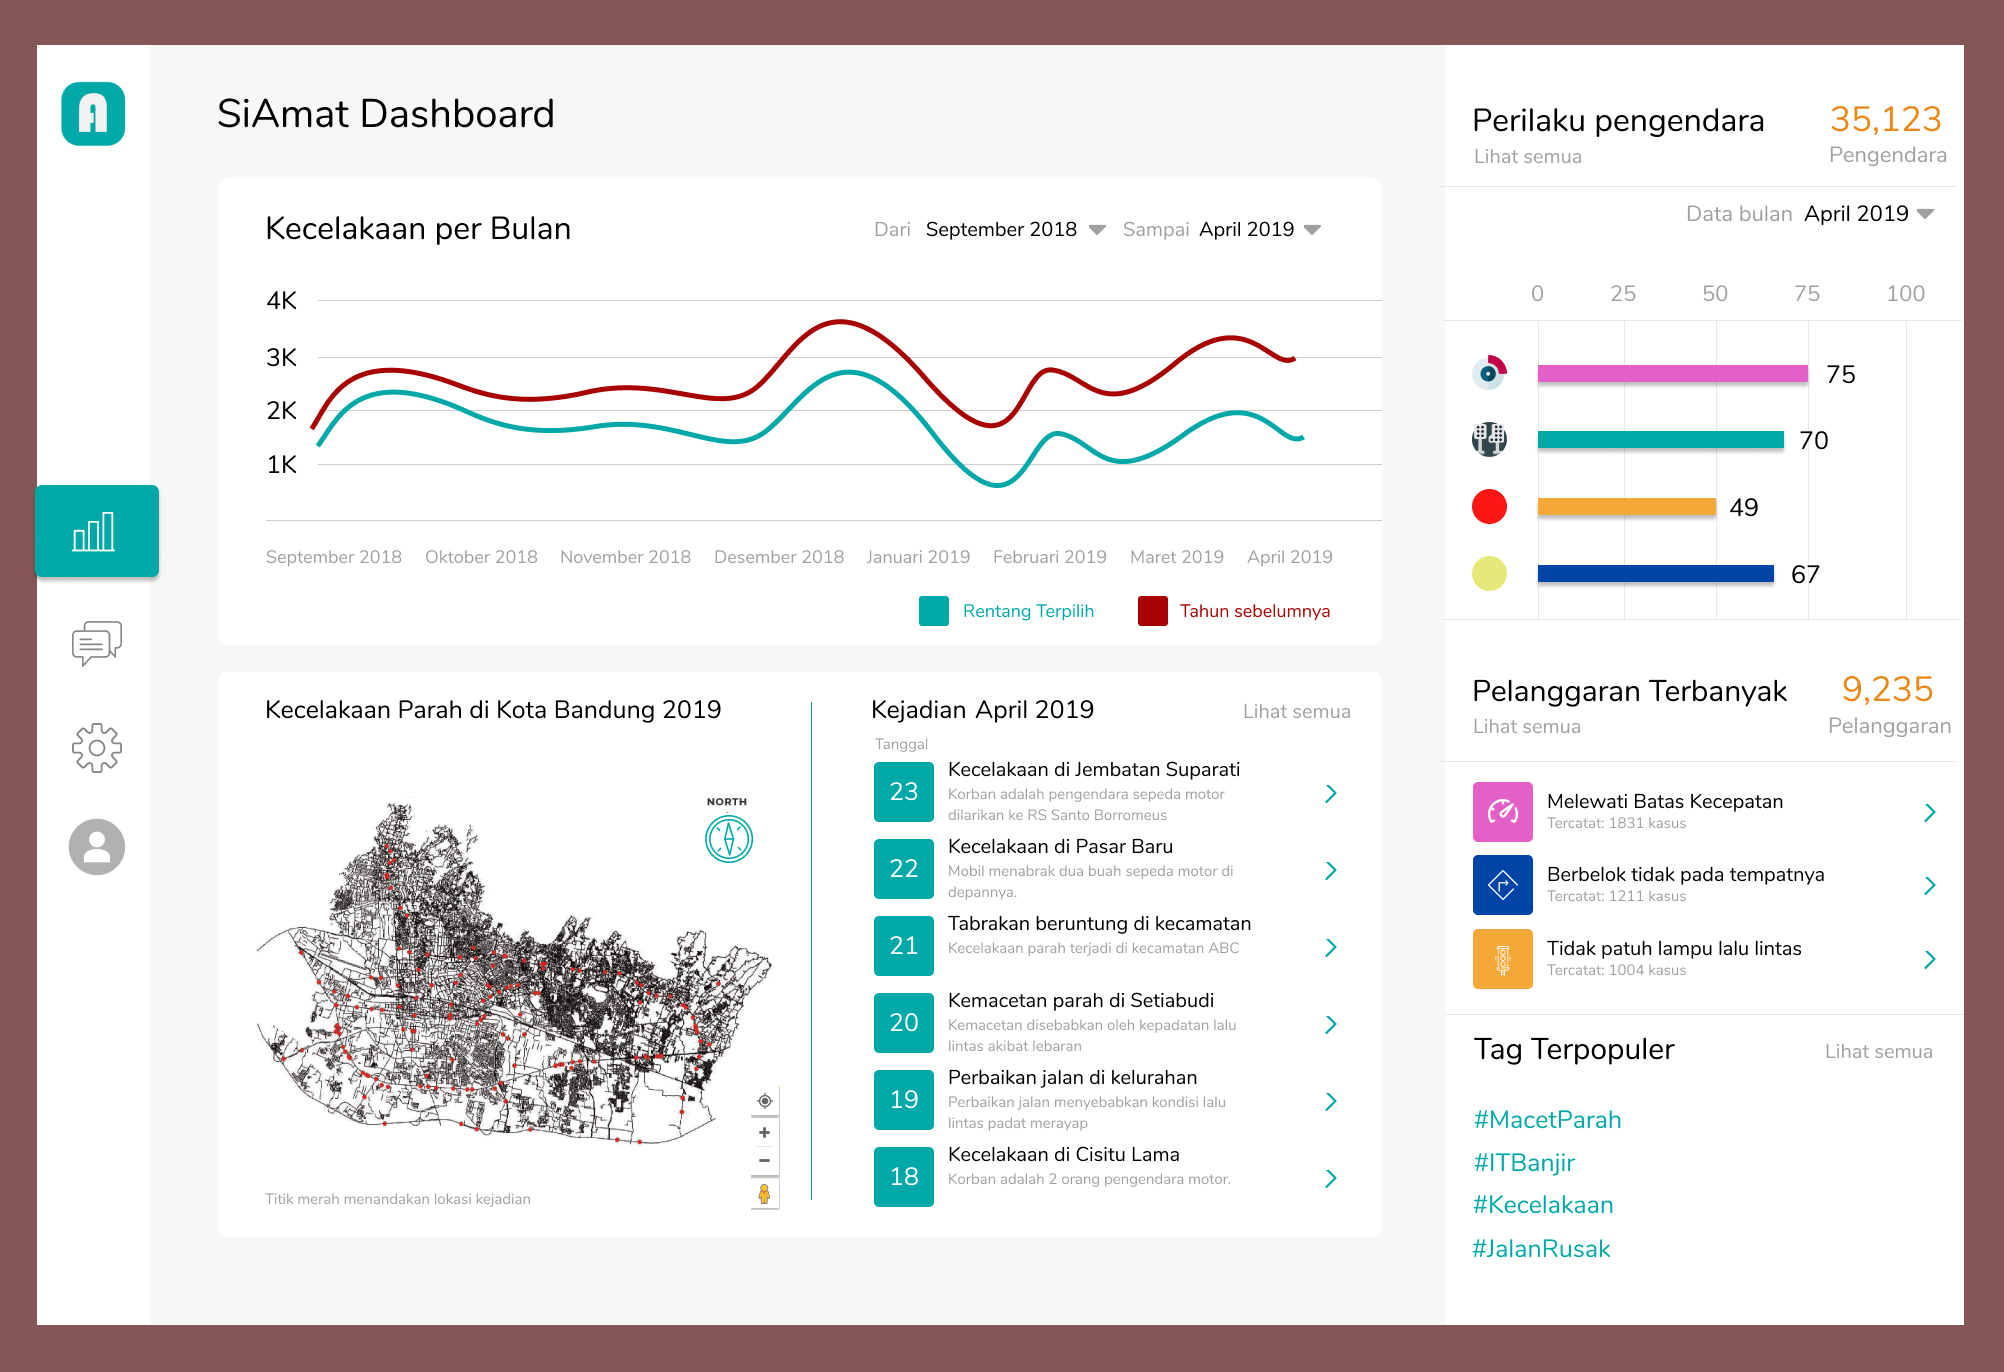 A
SiAmat Dashboard
Kecelakaan per Bulan
Dari September 2018 Sampai April 2019
4K
3K
2K
1K
September 2018 Oktober 2018 November 2018 Desember 2018 Januari 2019 Februari 2019 Maret 2019 April 2019
Rentang Terpilih Tahun sebelumnya
Kecelakaan Parah di Kota Bandung 2019
NORTH
Titik merah menandakan lokasi kejadian
Kejadian April 2019 Lihat semua
Tanggal
23 Kecelakaan di Jembatan Suparati
Korban adalah pengendara sepeda motor
dilarikan ke RS Santo Borromeus
22 Kecelakaan di Pasar Baru
Mobil menabrak dua buah sepeda motor di
depannya.
21 Tabrakan beruntung di kecamatan
Kecelakaan parah terjadi di kecamatan ABC
20 Kemacetan parah di Setiabudi
Kemacetan disebabkan oleh kepadatan lalu
lintas akibat lebaran
19 Perbaikan jalan di kelurahan
Perbaikan jalan menyebabkan kondisi lalu
lintas padat merayap
18 Kecelakaan di Cisitu Lama
Korban adalah 2 orang pengendara motor.
Perilaku pengendara 35,123
Lihat semua Pengendara
Data bulan April 2019
0 25 50 75 100
75
70
49
67
Pelanggaran Terbanyak 9,235
Lihat semua Pelanggaran
Melewati Batas Kecepatan
Tercatat: 1831 kasus
Berbelok tidak pada tempatnya
Tercatat: 1211 kasus
Tidak patuh lampu lalu lintas
Tercatat: 1004 kasus
Tag Terpopuler Lihat semua
#MacetParah
#ITBanjir
#Kecelakaan
#JalanRusak